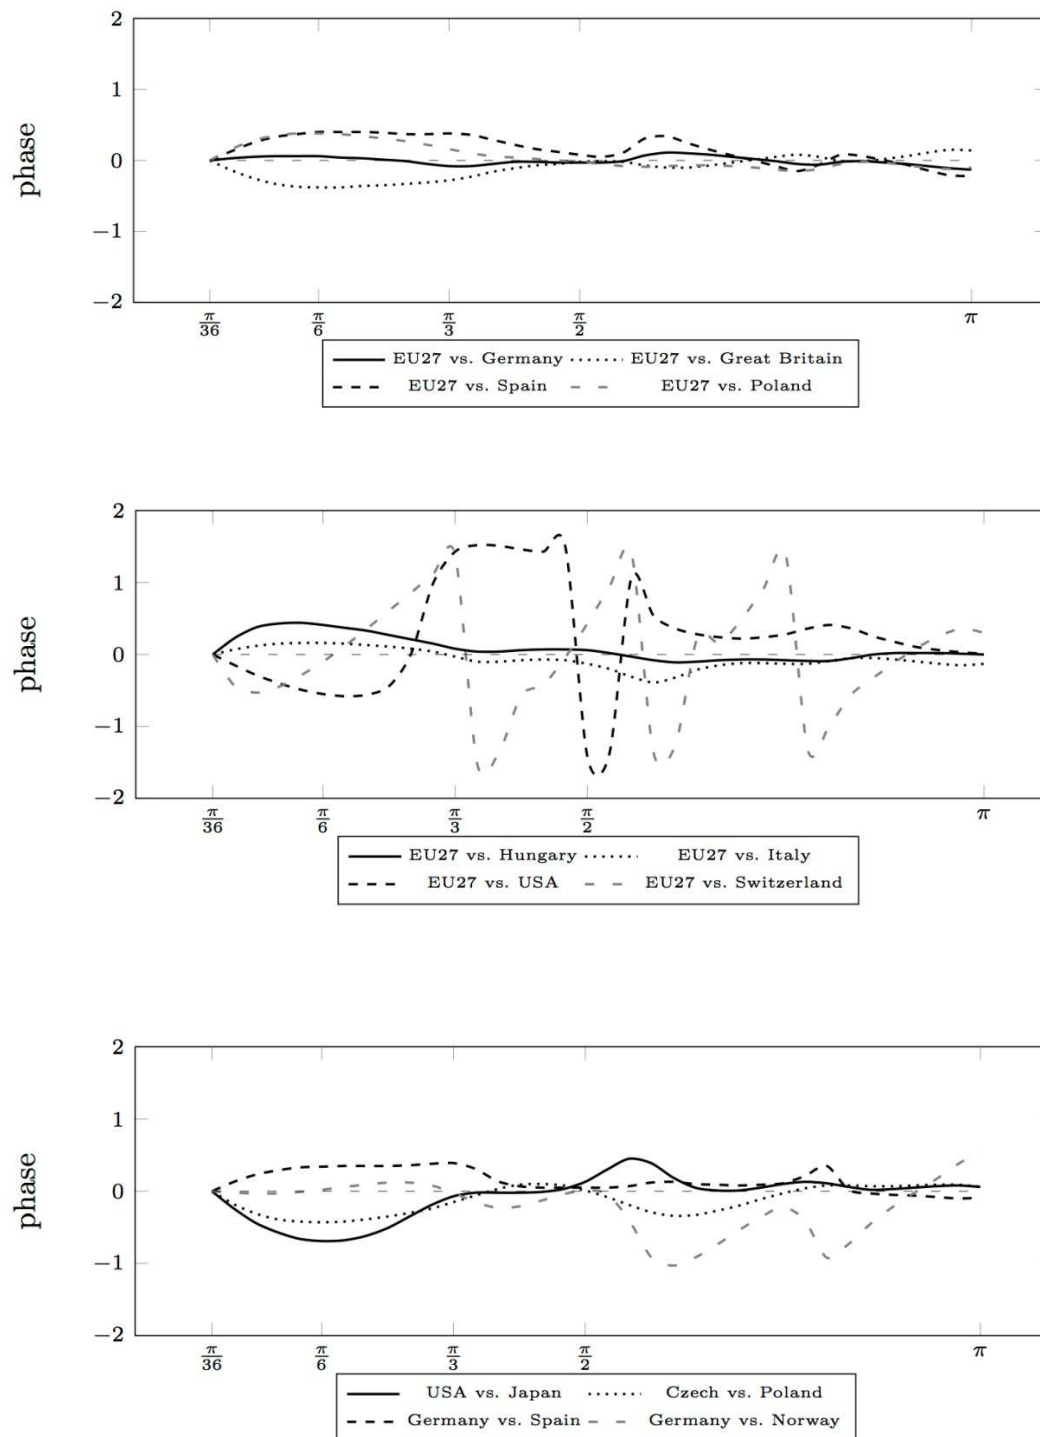 2
1
phase
0
−1
−2
π/36 π/6 π/3 π/2 π
EU27 vs. Germany EU27 vs. Great Britain
EU27 vs. Spain EU27 vs. Poland
2
1
phase
0
−1
−2
π/36 π/6 π/3 π/2 π
EU27 vs. Hungary EU27 vs. Italy
EU27 vs. USA EU27 vs. Switzerland
2
1
phase
0
−1
−2
π/36 π/6 π/3 π/2 π
USA vs. Japan Czech vs. Poland
Germany vs. Spain Germany vs. Norway